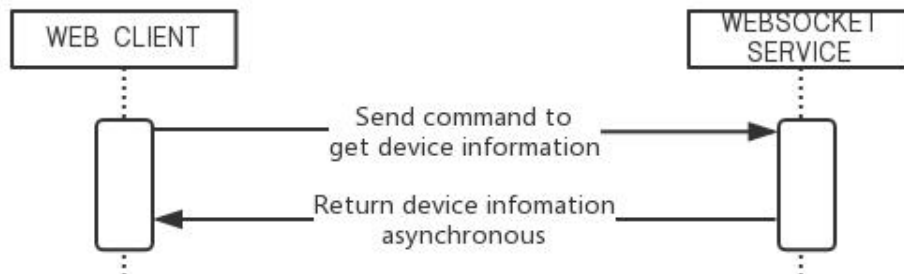 WEB CLIENT
WEBSOCKET
SERVICE
Send command to
get device information
Return device infomation
asynchronous